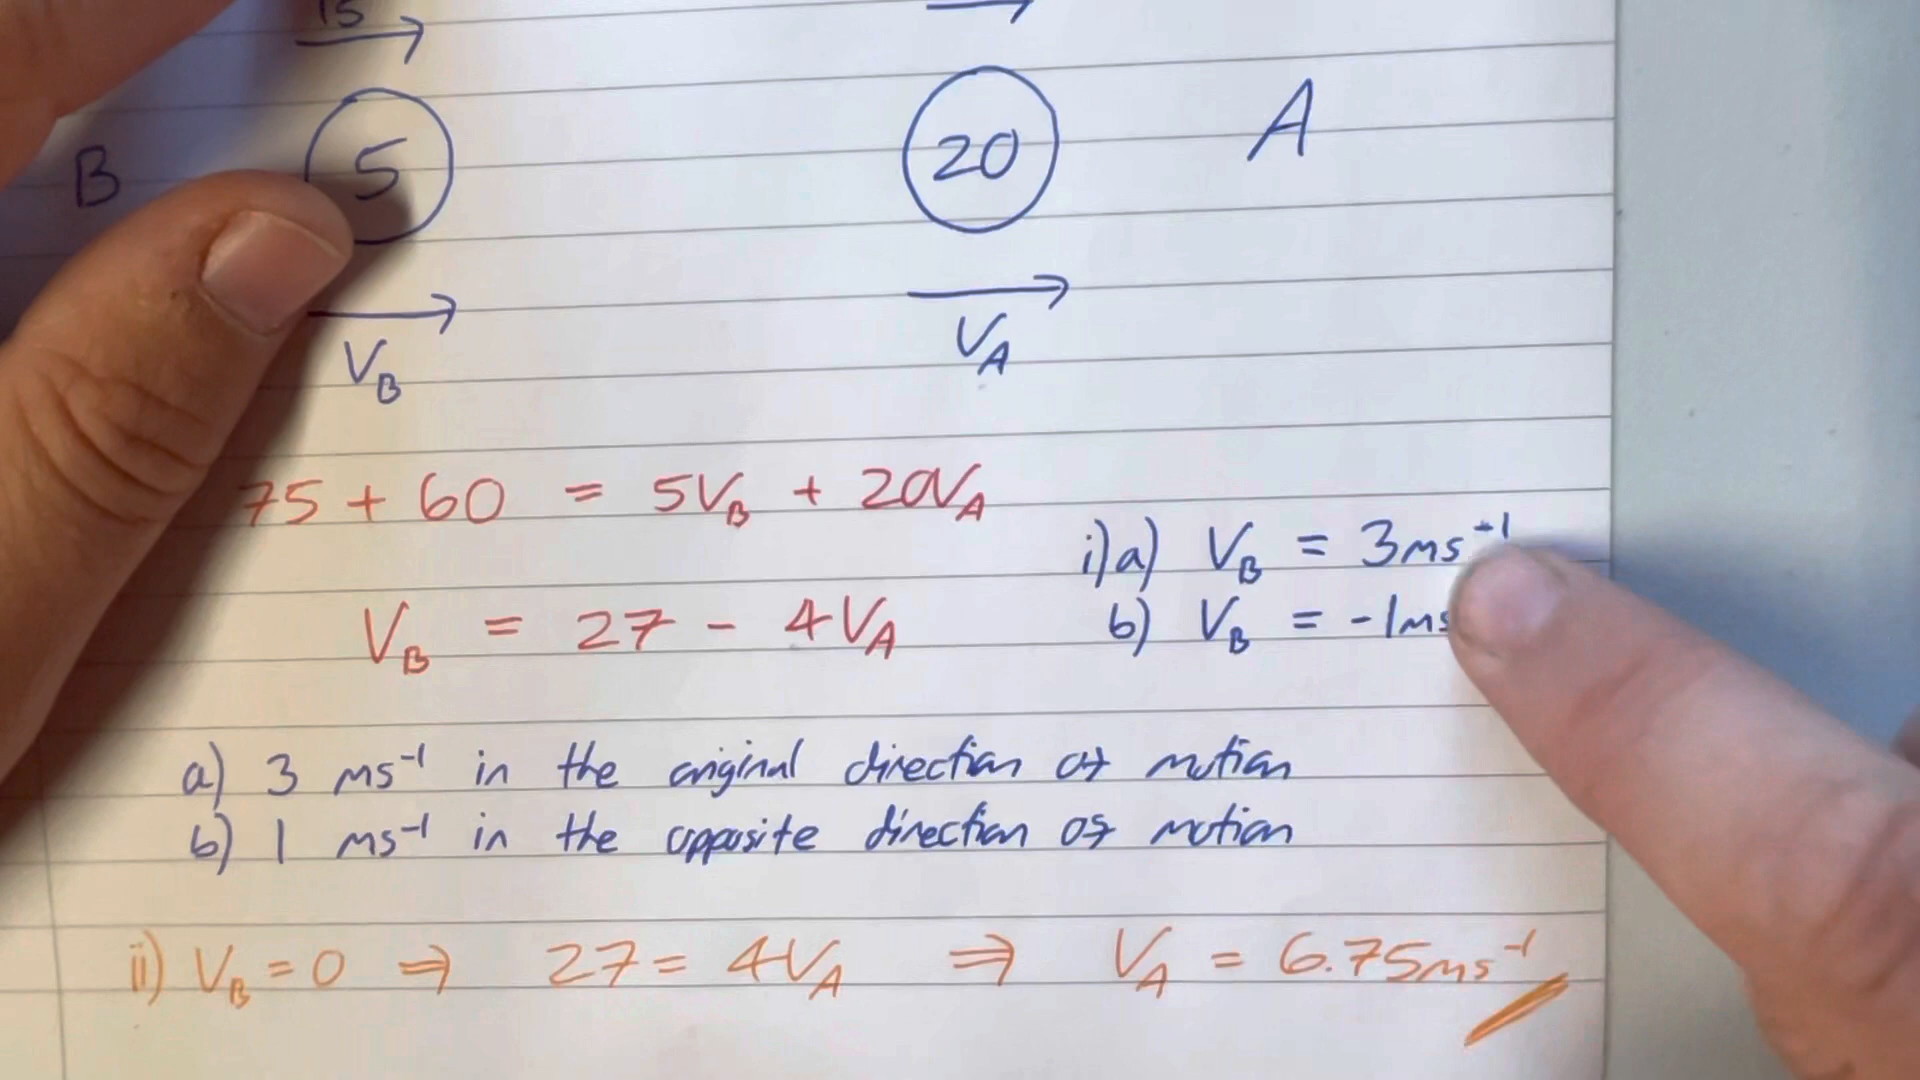 15
B 5 20 A
V_B V_A
75 + 60 = 5V_B + 20V_A
i) a) V_B = 3ms⁻¹
V_B = 27 - 4V_A
b) V_B = -1ms
a) 3 ms⁻¹ in the original direction of motion
b) 1 ms⁻¹ in the opposite direction of motion
ii) V_B = 0 ⇒ 27 = 4V_A ⇒ V_A = 6.75ms⁻¹